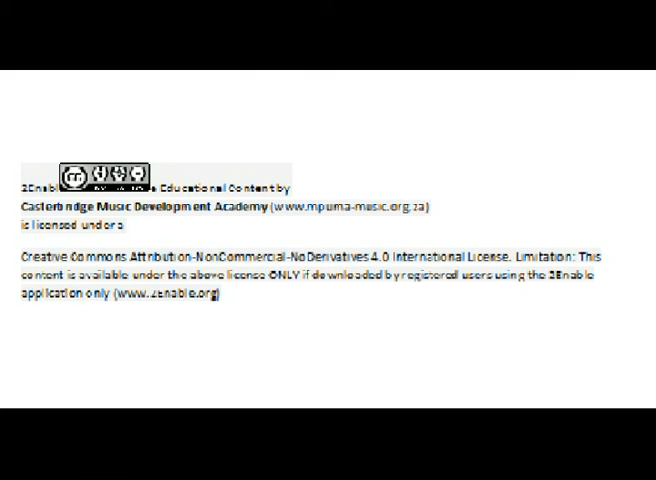 2Enabl e Educational Content by
Casterbridge Music Development Academy (www.mpuma-music.org.za)
is licensed under a
Creative Commons Attribution-NonCommercial-NoDerivatives 4.0 International License. Limitation: This
content is available under the above license ONLY if downloaded by registered users using the 2Enable
application only (www.2Enable.org)